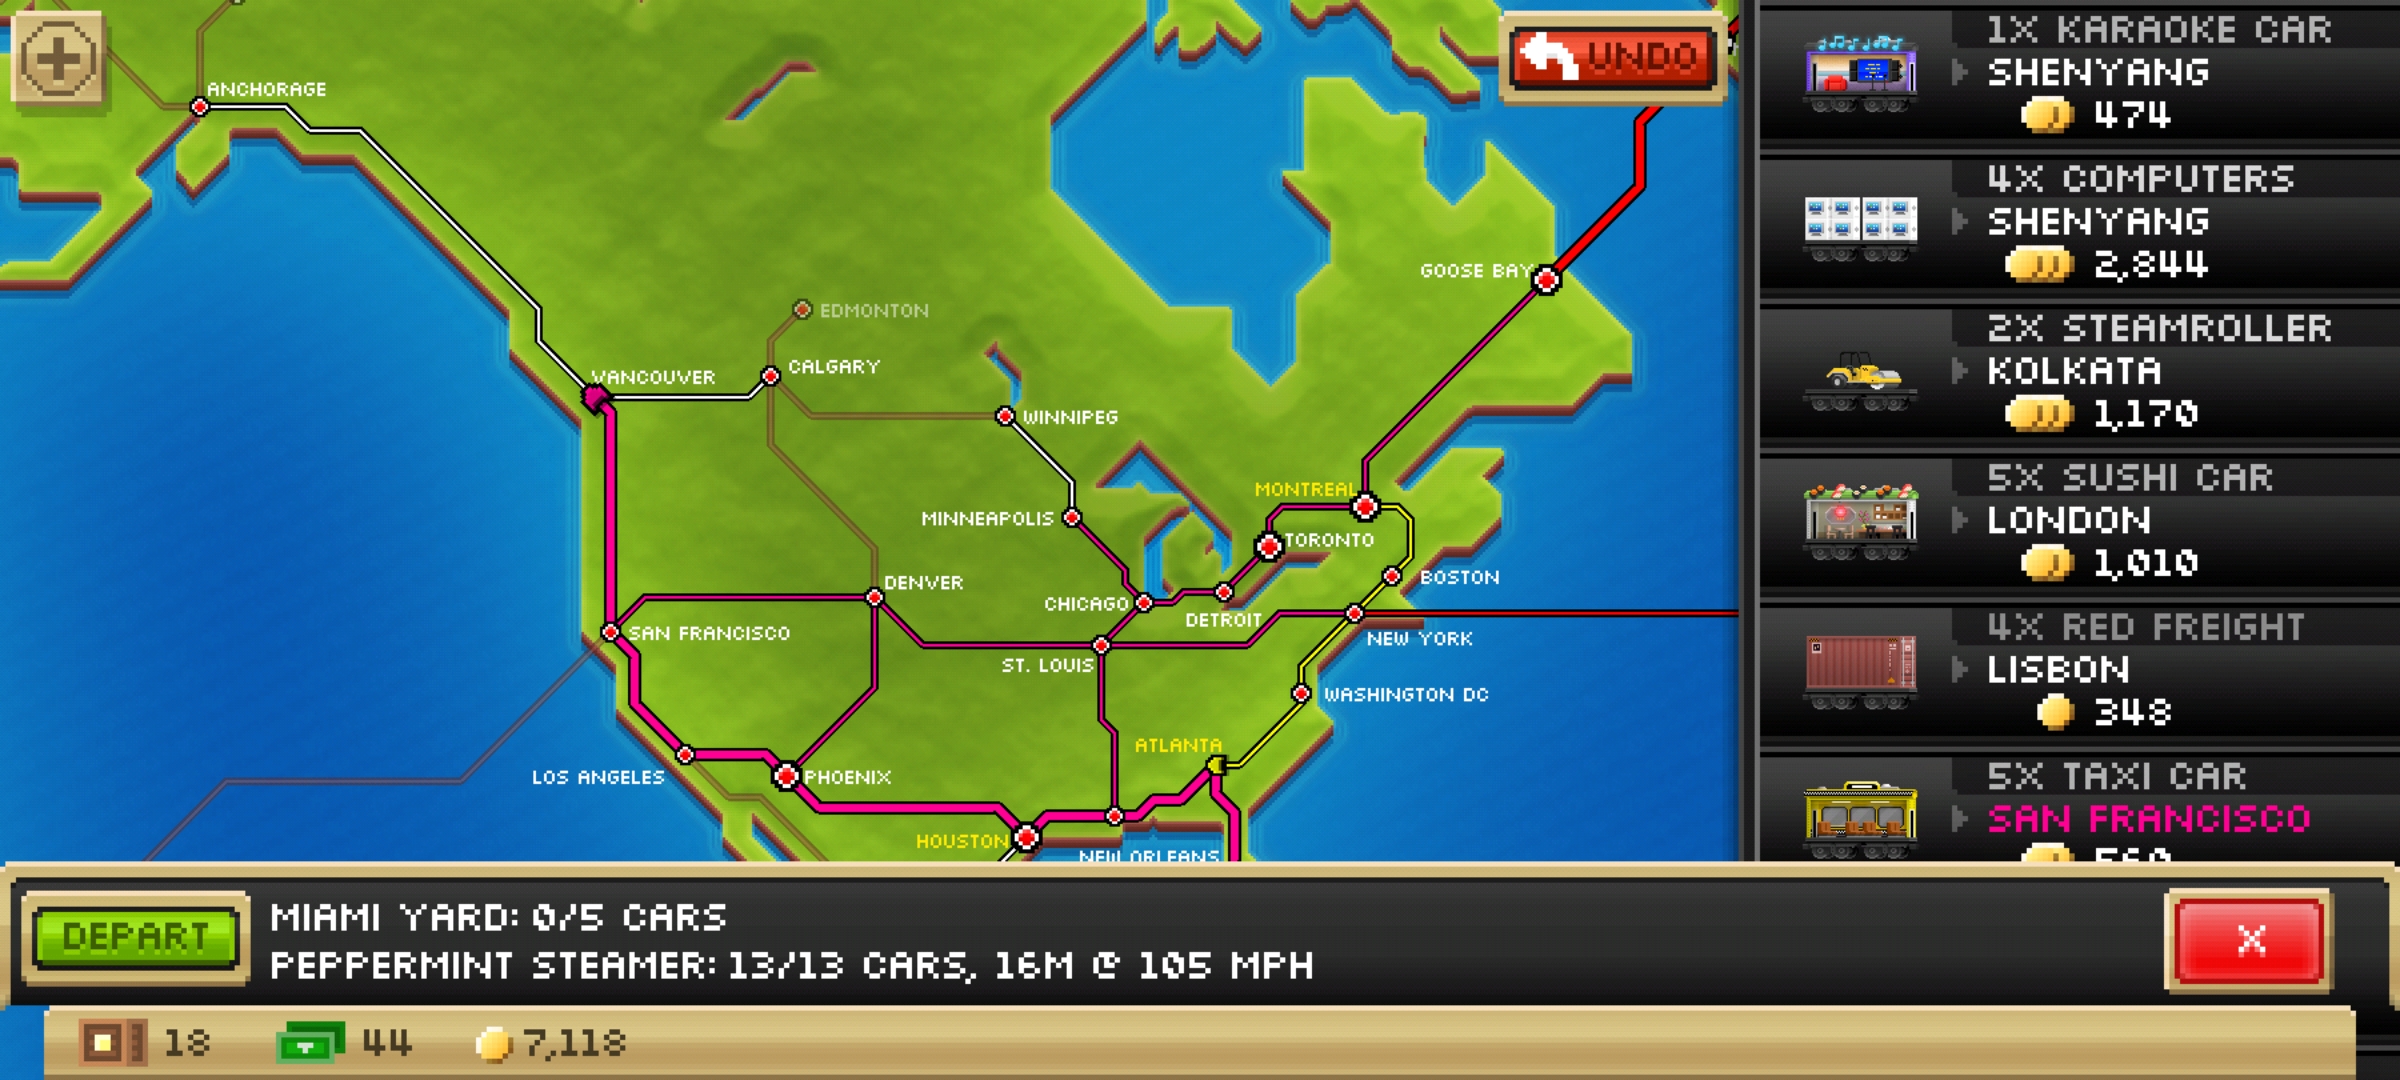 UNDO
ANCHORAGE
EDMONTON
VANCOUVER
CALGARY
WINNIPEG
GOOSE BAY
MINNEAPOLIS
MONTREAL
TORONTO
BOSTON
DENVER
CHICAGO
DETROIT
NEW YORK
SAN FRANCISCO
ST. LOUIS
WASHINGTON DC
LOS ANGELES
PHOENIX
ATLANTA
HOUSTON
NEW ORLEANS
1X KARAOKE CAR
SHENYANG
474
4X COMPUTERS
SHENYANG
2,844
2X STEAMROLLER
KOLKATA
1,170
5X SUSHI CAR
LONDON
1,010
4X RED FREIGHT
LISBON
348
5X TAXI CAR
SAN FRANCISCO
560
DEPART
MIAMI YARD: 0/5 CARS
PEPPERMINT STEAMER: 13/13 CARS, 16M @ 105 MPH
X
18
44
7,118